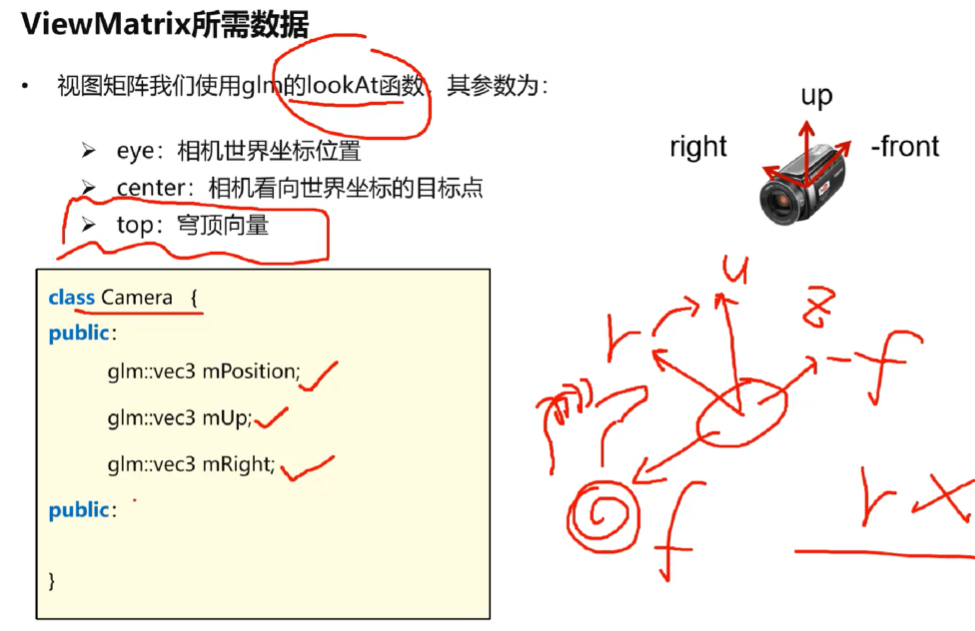 ViewMatrix所需数据
• 视图矩阵我们使用glm的lookAt函数，其参数为：
➢ eye：相机世界坐标位置
➢ center：相机看向世界坐标的目标点
➢ top：穹顶向量
up
right
-front
class Camera {
public：
glm::vec3 mPosition;
glm::vec3 mUp;
glm::vec3 mRight;
public：
}
u
z
r
-f
f
r ×